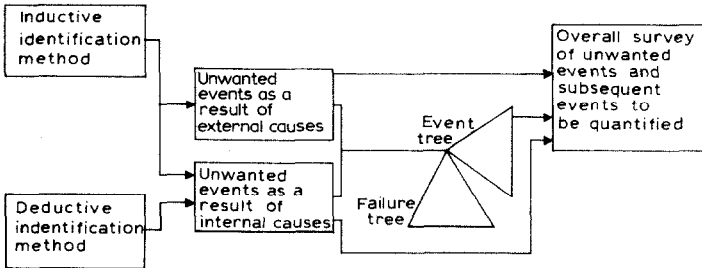 Inductive
identification
method
Unwanted
events as a
result of
external causes
Unwanted
events as a
result of
internal causes
Deductive
indentification
method
Event
tree
Failure
tree
Overall survey
of unwanted
events and
subsequent
events to
be quantified